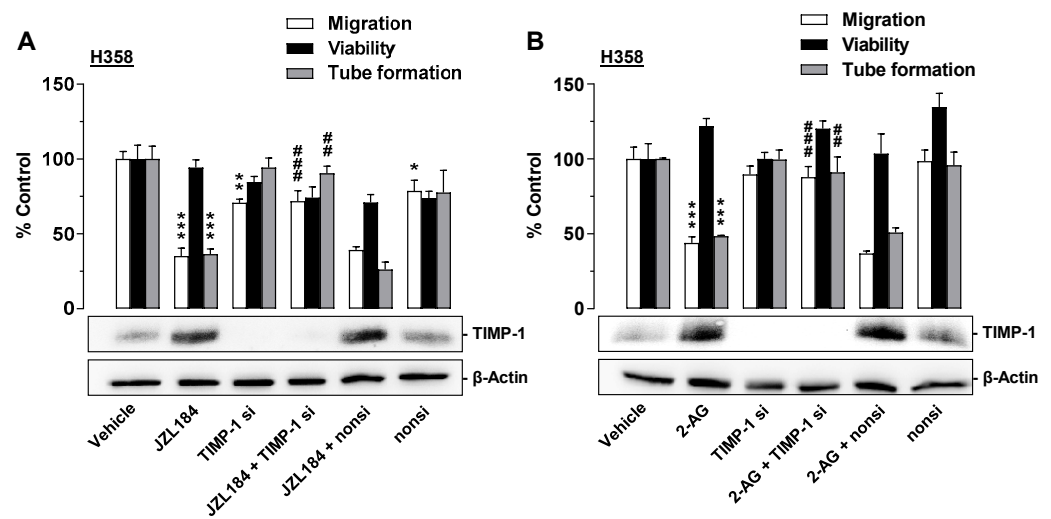 A
H358
Migration
Viability
Tube formation
% Control
150
100
50
0
***
***
**
###
##
*
TIMP-1
β-Actin
Vehicle
JZL184
TIMP-1 si
JZL184 + TIMP-1 si
JZL184 + nonsi
nonsi
B
H358
Migration
Viability
Tube formation
% Control
150
100
50
0
***
***
###
##
TIMP-1
β-Actin
Vehicle
2-AG
TIMP-1 si
2-AG + TIMP-1 si
2-AG + nonsi
nonsi